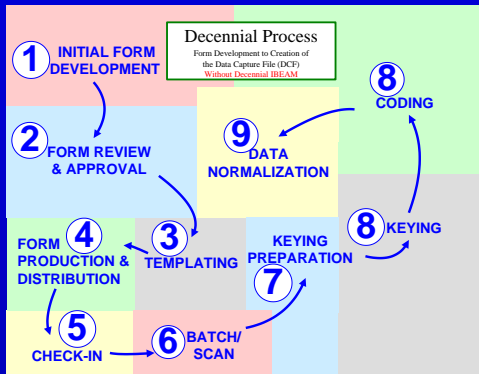 Decennial Process
Form Development to Creation of
the Data Capture File (DCF)
Without Decennial IBEAM
1 INITIAL FORM
DEVELOPMENT
2 FORM REVIEW
& APPROVAL
3
TEMPLATING
4
FORM
PRODUCTION &
DISTRIBUTION
5
CHECK-IN
6 BATCH/
SCAN
KEYING
PREPARATION
7
8 KEYING
8
CODING
9
DATA
NORMALIZATION